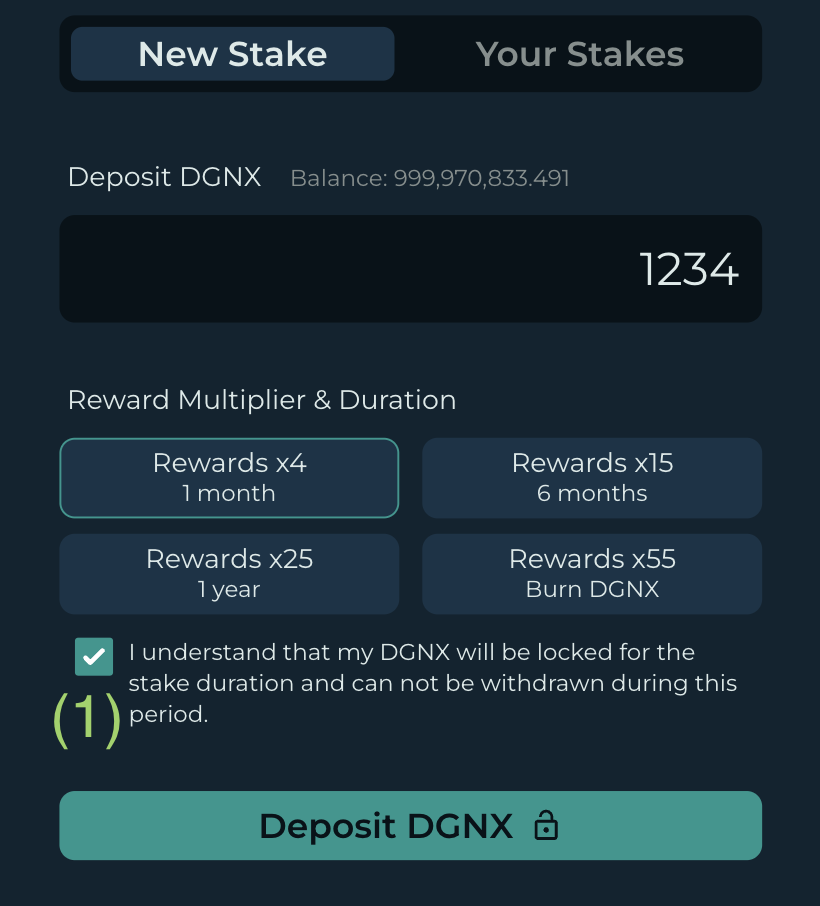 New Stake Your Stakes
Deposit DGNX Balance: 999,970,833.491
1234
Reward Multiplier & Duration
Rewards x4
1 month
Rewards x15
6 months
Rewards x25
1 year
Rewards x55
Burn DGNX
I understand that my DGNX will be locked for the
stake duration and can not be withdrawn during this
period.
(1)
Deposit DGNX